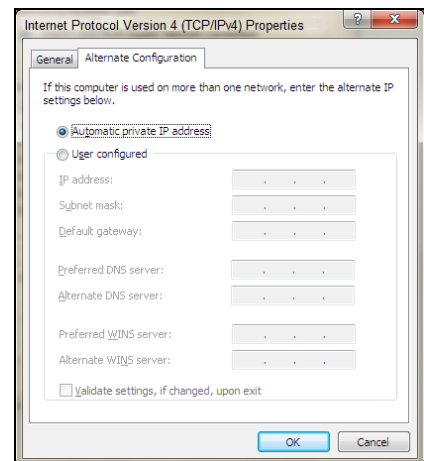 Internet Protocol Version 4 (TCP/IPv4) Properties
General
Alternate Configuration
If this computer is used on more than one network, enter the alternate IP
settings below.
Automatic private IP address
User configured
IP address:
Subnet mask:
Default gateway:
Preferred DNS server:
Alternate DNS server:
Preferred WINS server:
Alternate WINS server:
Validate settings, if changed, upon exit
OK
Cancel